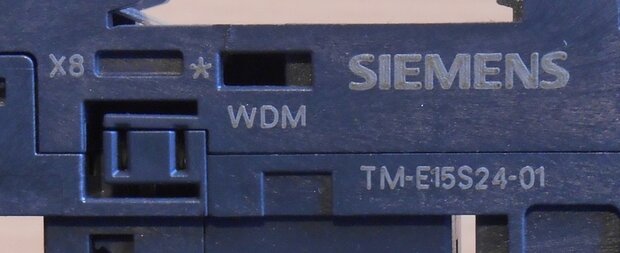 X8 * SIEMENS
WDM
TM-E15S24-01